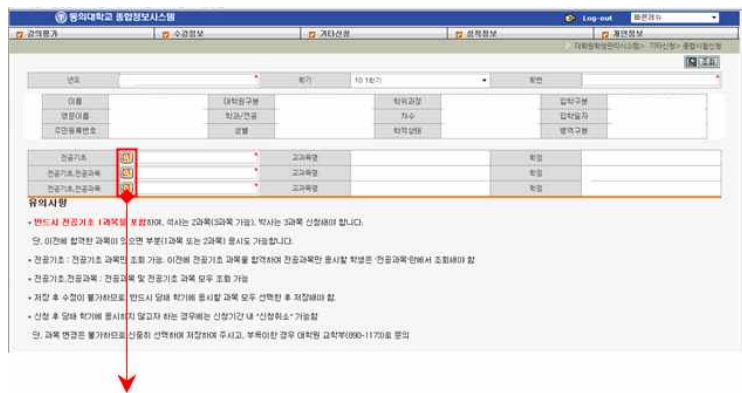 동의대학교 종합정보시스템
Log-out 빠른메뉴
강의평가 수강정보 기타신청 성적정보 개인정보
대학원학생관리시스템> 기타신청> 종합시험신청
조회
년도 학기 10 1학기 학번
이름 대학원구분 학위과정 입학구분
영문이름 학과/전공 차수 입학일자
주민등록번호 성별 학적상태 병역구분
전공기초 교과목명 학점
전공기초,전공과목 교과목명 학점
전공기초,전공과목 교과목명 학점
유의사항
• 반드시 전공기초 1과목을 포함하여, 석사는 2과목(3과목 가능), 박사는 3과목 신청해야 합니다.
단, 이전에 합격한 과목이 있으면 부분(1과목 또는 2과목) 응시도 가능합니다.
• 전공기초 : 전공기초 과목만 조회 가능. 이전에 전공기초 과목을 합격하여 전공과목만 응시할 학생은 '전공과목'란에서 조회해야 함
• 전공기초,전공과목 : 전공과목 및 전공기초 과목 모두 조회 가능
• 저장 후 수정이 불가하므로, 반드시 당해 학기에 응시할 과목 모두 선택한 후 저장해야 함.
• 신청 후 당해 학기에 응시하지 않고자 하는 경우에는 신청기간 내 "신청취소" 가능함
단, 과목 변경은 불가하므로 신중히 선택하여 저장하여 주시고, 부득이한 경우 대학원 교학부(890-1173)로 문의